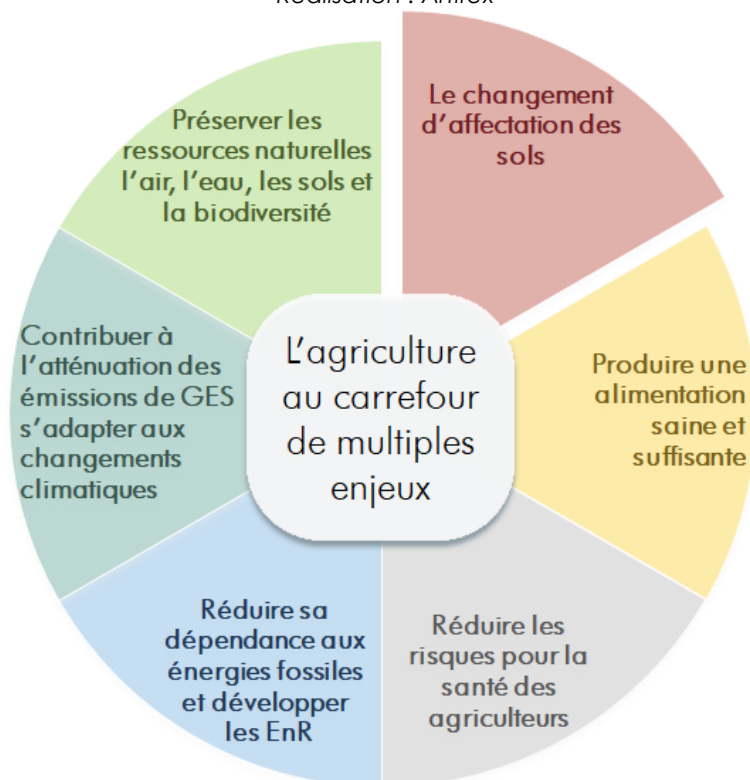 Réalisation : Aintex
Le changement
d'affectation des
sols
Produire une
alimentation
saine et
suffisante
Réduire les
risques pour la
santé des
agriculteurs
Réduire sa
dépendance aux
énergies fossiles
et développer
les EnR
Contribuer à
l'atténuation des
émissions de GES
s'adapter aux
changements
climatiques
Préserver les
ressources naturelles
l'air, l'eau, les sols et
la biodiversité
L'agriculture
au carrefour
de multiples
enjeux